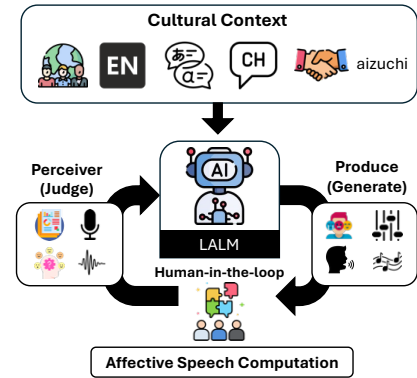 Cultural Context
EN
あ=
α=
CH
aizuchi
Perceiver
(Judge)
AI
Produce
(Generate)
LALM
Human-in-the-loop
Affective Speech Computation